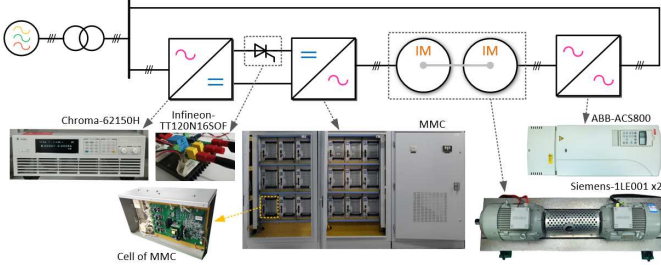 IM
IM
Chroma-62150H
Infineon-
TT120N16SOF
MMC
ABB-ACS800
Siemens-1LE001 x2
Cell of MMC